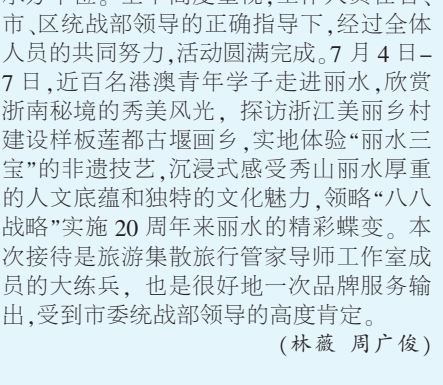 市、区统战部领导的正确指导下,经过全体
人员的共同努力,活动圆满完成。7 月 4 日-
7 日,近百名港澳青年学子走进丽水,欣赏
浙南秘境的秀美风光，探访浙江美丽乡村
建设样板莲都古堰画乡,实地体验“丽水三
宝”的非遗技艺,沉浸式感受秀山丽水厚重
的人文底蕴和独特的文化魅力,领略“八八
战略”实施 20 周年来丽水的精彩蝶变。本
次接待是旅游集散旅行管家导师工作室成
员的大练兵，也是很好地一次品牌服务输
出,受到市委统战部领导的高度肯定。
(林薇 周广俊)